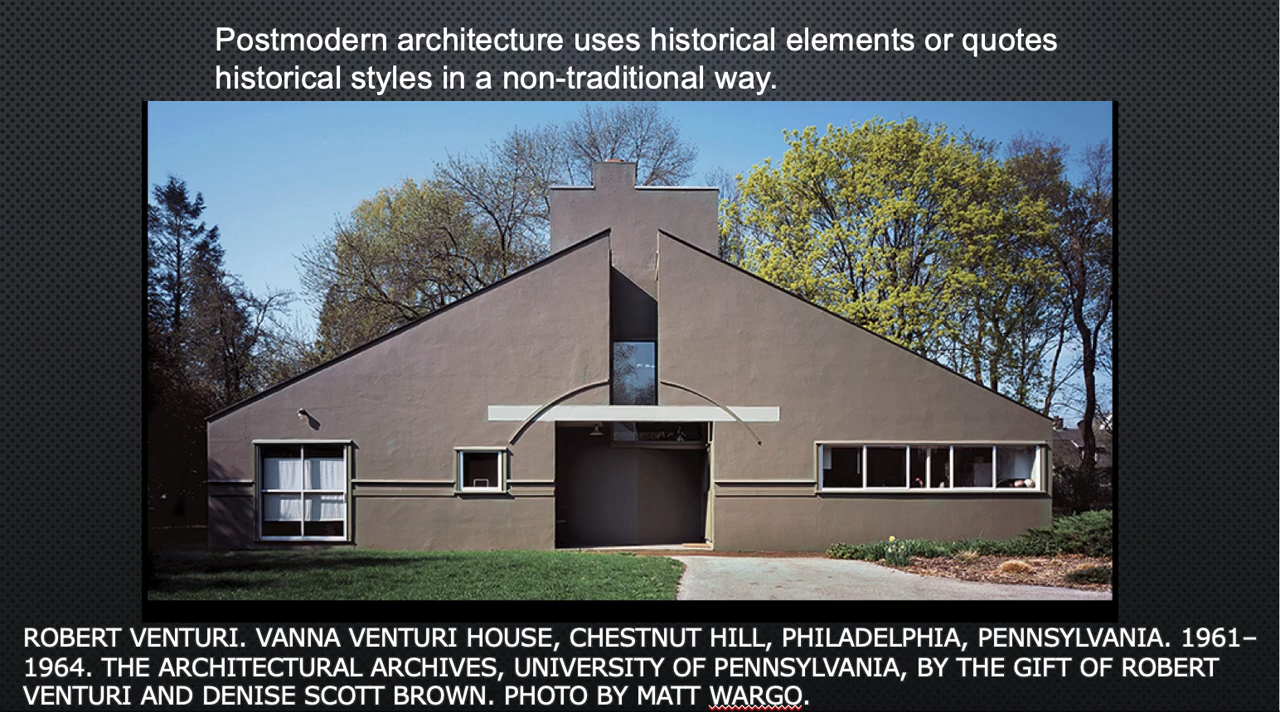 Postmodern architecture uses historical elements or quotes
historical styles in a non-traditional way.
ROBERT VENTURI. VANNA VENTURI HOUSE, CHESTNUT HILL, PHILADELPHIA, PENNSYLVANIA. 1961–
1964. THE ARCHITECTURAL ARCHIVES, UNIVERSITY OF PENNSYLVANIA, BY THE GIFT OF ROBERT
VENTURI AND DENISE SCOTT BROWN. PHOTO BY MATT WARGO.